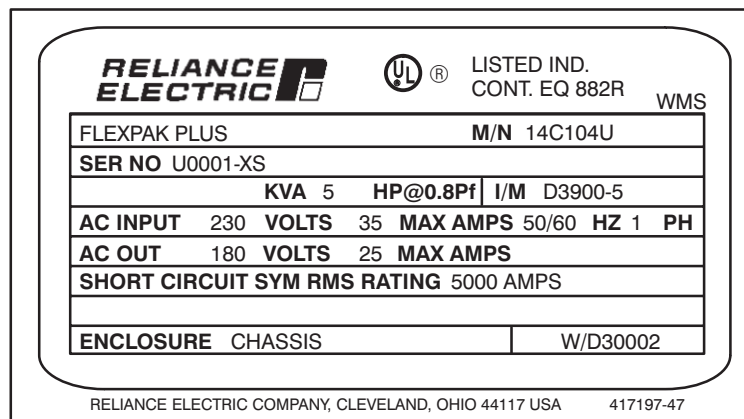 RELIANCE
ELECTRIC
UL ® LISTED IND.
CONT. EQ 882R
WMS
FLEXPAK PLUS M/N 14C104U
SER NO U0001-XS
KVA 5 HP@0.8Pf I/M D3900-5
AC INPUT 230 VOLTS 35 MAX AMPS 50/60 HZ 1 PH
AC OUT 180 VOLTS 25 MAX AMPS
SHORT CIRCUIT SYM RMS RATING 5000 AMPS
ENCLOSURE CHASSIS W/D30002
RELIANCE ELECTRIC COMPANY, CLEVELAND, OHIO 44117 USA 417197-47